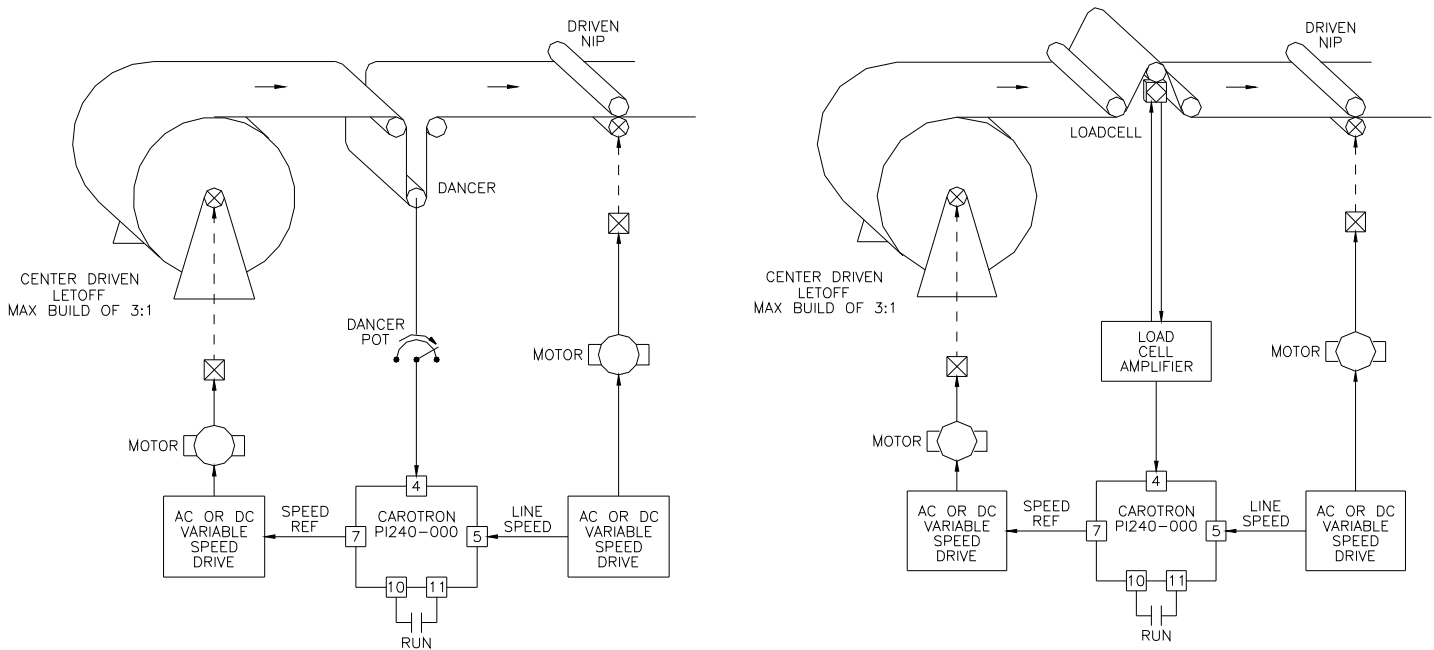 DRIVEN
NIP
DANCER
CENTER DRIVEN
LETOFF
MAX BUILD OF 3:1
DANCER
POT
MOTOR
MOTOR
4
CAROTRON
PI240-000
7
5
10
11
RUN
SPEED
REF
LINE
SPEED
AC OR DC
VARIABLE
SPEED
DRIVE
AC OR DC
VARIABLE
SPEED
DRIVE
DRIVEN
NIP
LOADCELL
CENTER DRIVEN
LETOFF
MAX BUILD OF 3:1
LOAD
CELL
AMPLIFIER
MOTOR
MOTOR
4
CAROTRON
PI240-000
7
5
10
11
RUN
SPEED
REF
LINE
SPEED
AC OR DC
VARIABLE
SPEED
DRIVE
AC OR DC
VARIABLE
SPEED
DRIVE